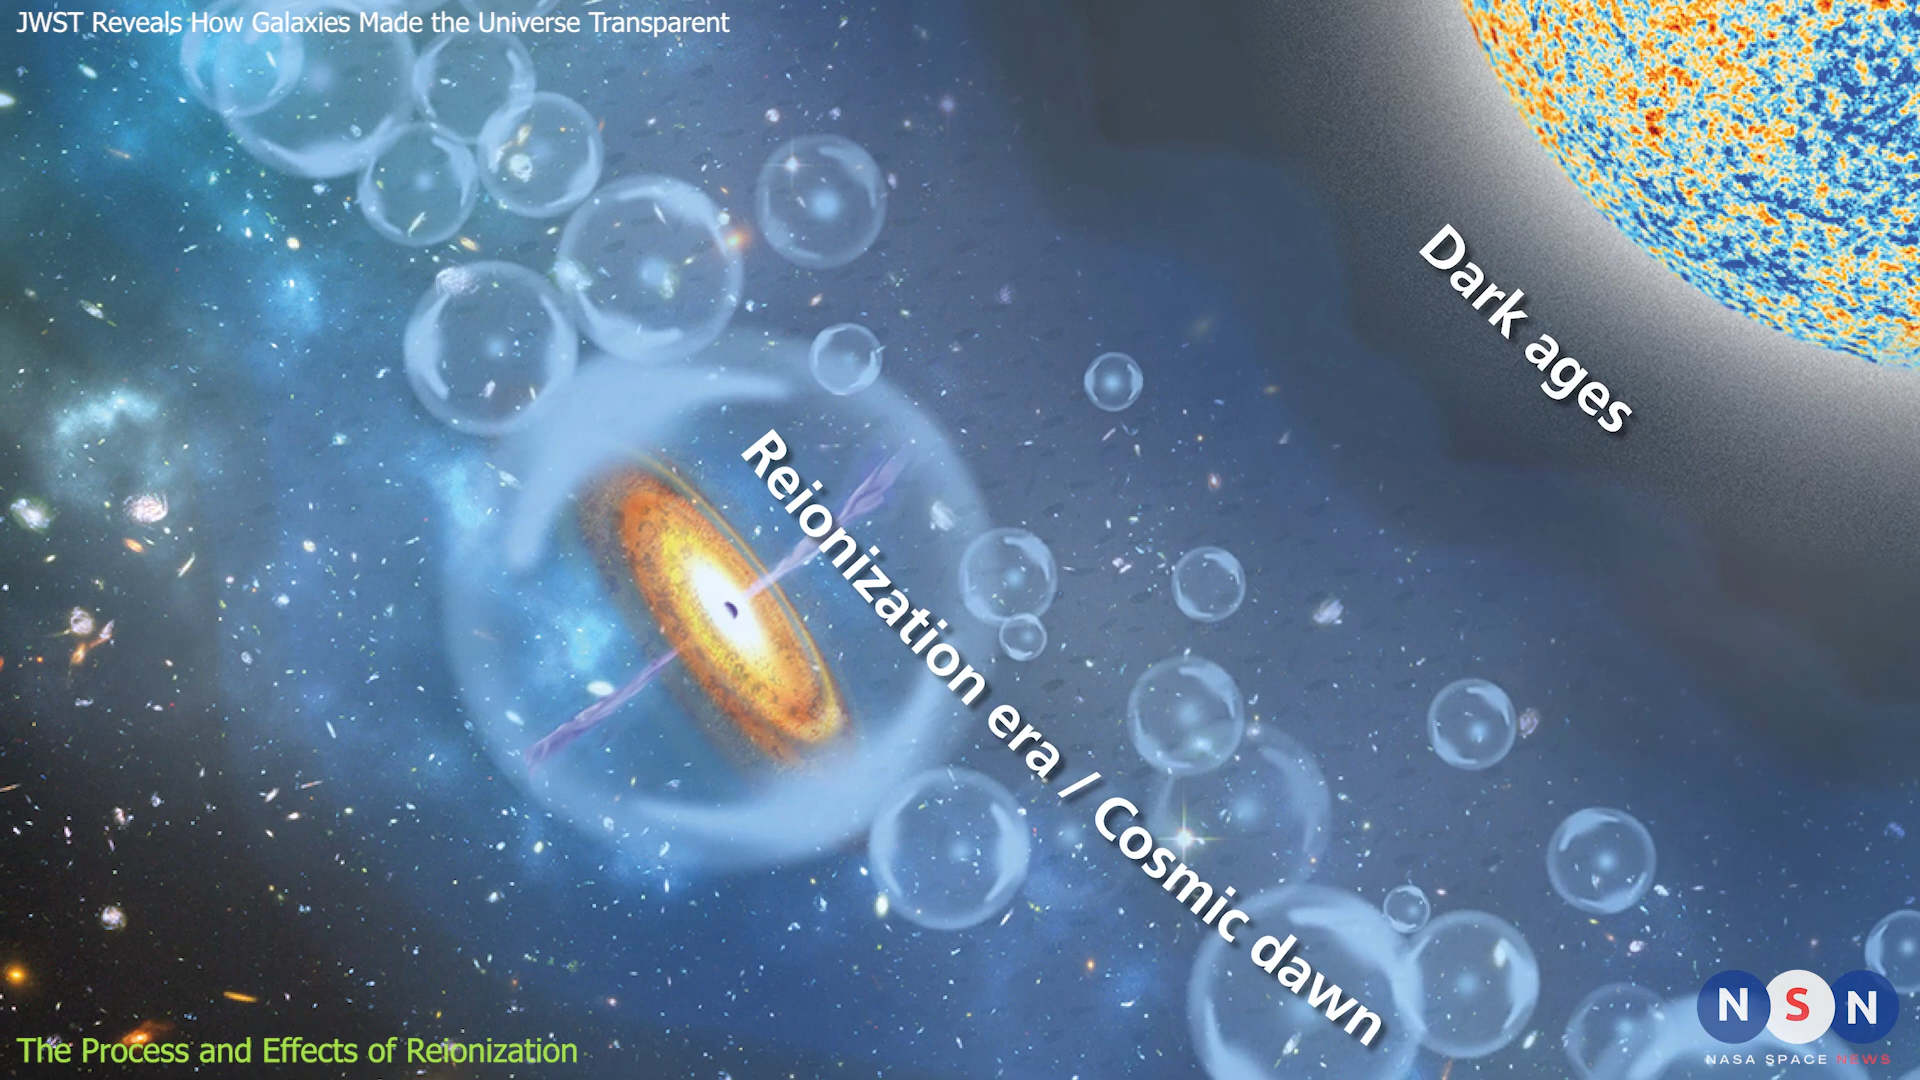 JWST Reveals How Galaxies Made the Universe Transparent
Dark ages
Reionization era / Cosmic dawn
The Process and Effects of Reionization
N S N
NASA SPACE NEWS